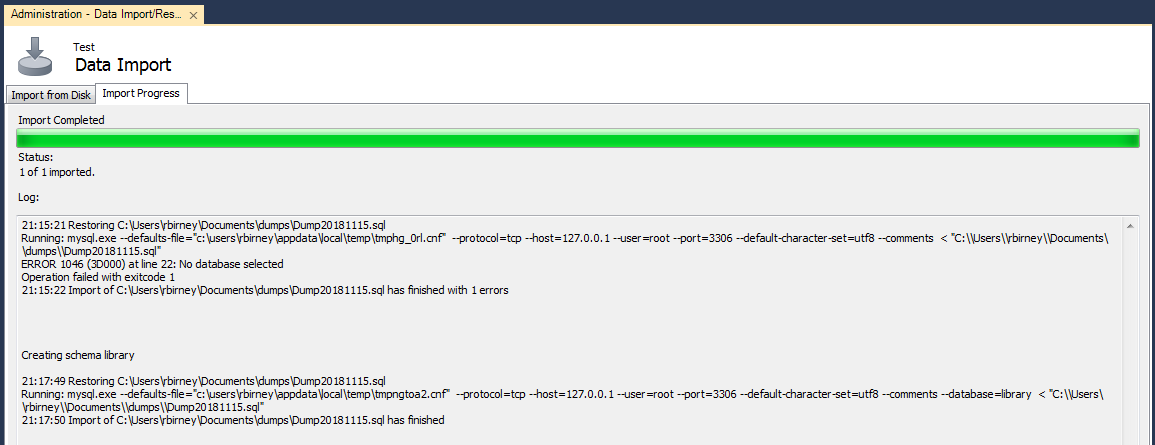 Administration - Data Import/Res...
Test
Data Import
Import from Disk
Import Progress
Import Completed
Status:
1 of 1 imported.
Log:
21:15:21 Restoring C:\Users\rbirney\Documents\dumps\Dump20181115.sql
Running: mysql.exe --defaults-file="c:\users\rbirney\appdata\local\temp\tmphg_0rl.cnf"  --protocol=tcp --host=127.0.0.1 --user=root --port=3306 --default-character-set=utf8 --comments  < "C:\\Users\\rbirney\\Documents\
\dumps\\Dump20181115.sql"
ERROR 1046 (3D000) at line 22: No database selected
Operation failed with exitcode 1
21:15:22 Import of C:\Users\rbirney\Documents\dumps\Dump20181115.sql has finished with 1 errors
Creating schema library
21:17:49 Restoring C:\Users\rbirney\Documents\dumps\Dump20181115.sql
Running: mysql.exe --defaults-file="c:\users\rbirney\appdata\local\temp\tmpngtoa2.cnf"  --protocol=tcp --host=127.0.0.1 --user=root --port=3306 --default-character-set=utf8 --comments --database=library  < "C:\\Users\
\rbirney\\Documents\\dumps\\Dump20181115.sql"
21:17:50 Import of C:\Users\rbirney\Documents\dumps\Dump20181115.sql has finished